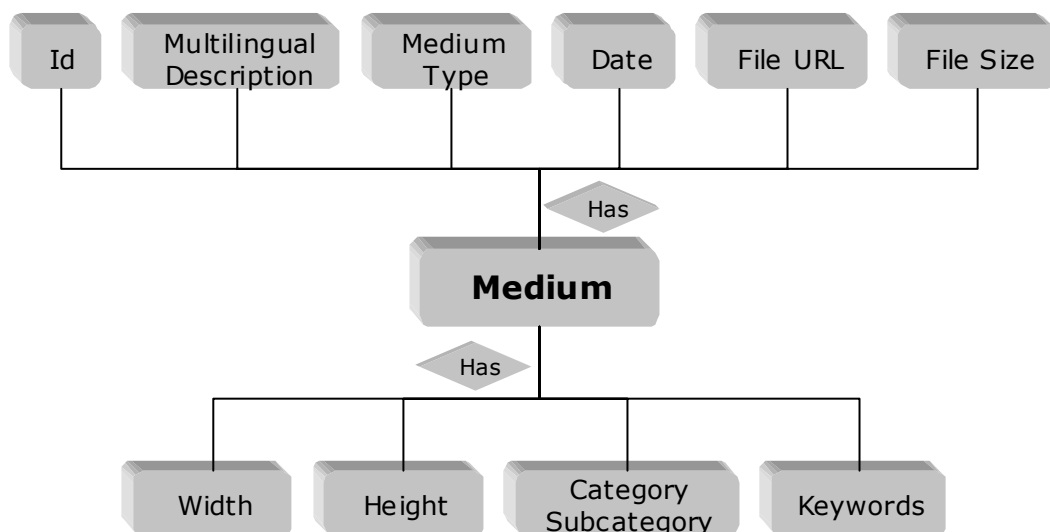 Id
Multilingual
Description
Medium
Type
Date
File URL
File Size
Has
Medium
Has
Width
Height
Category
Subcategory
Keywords